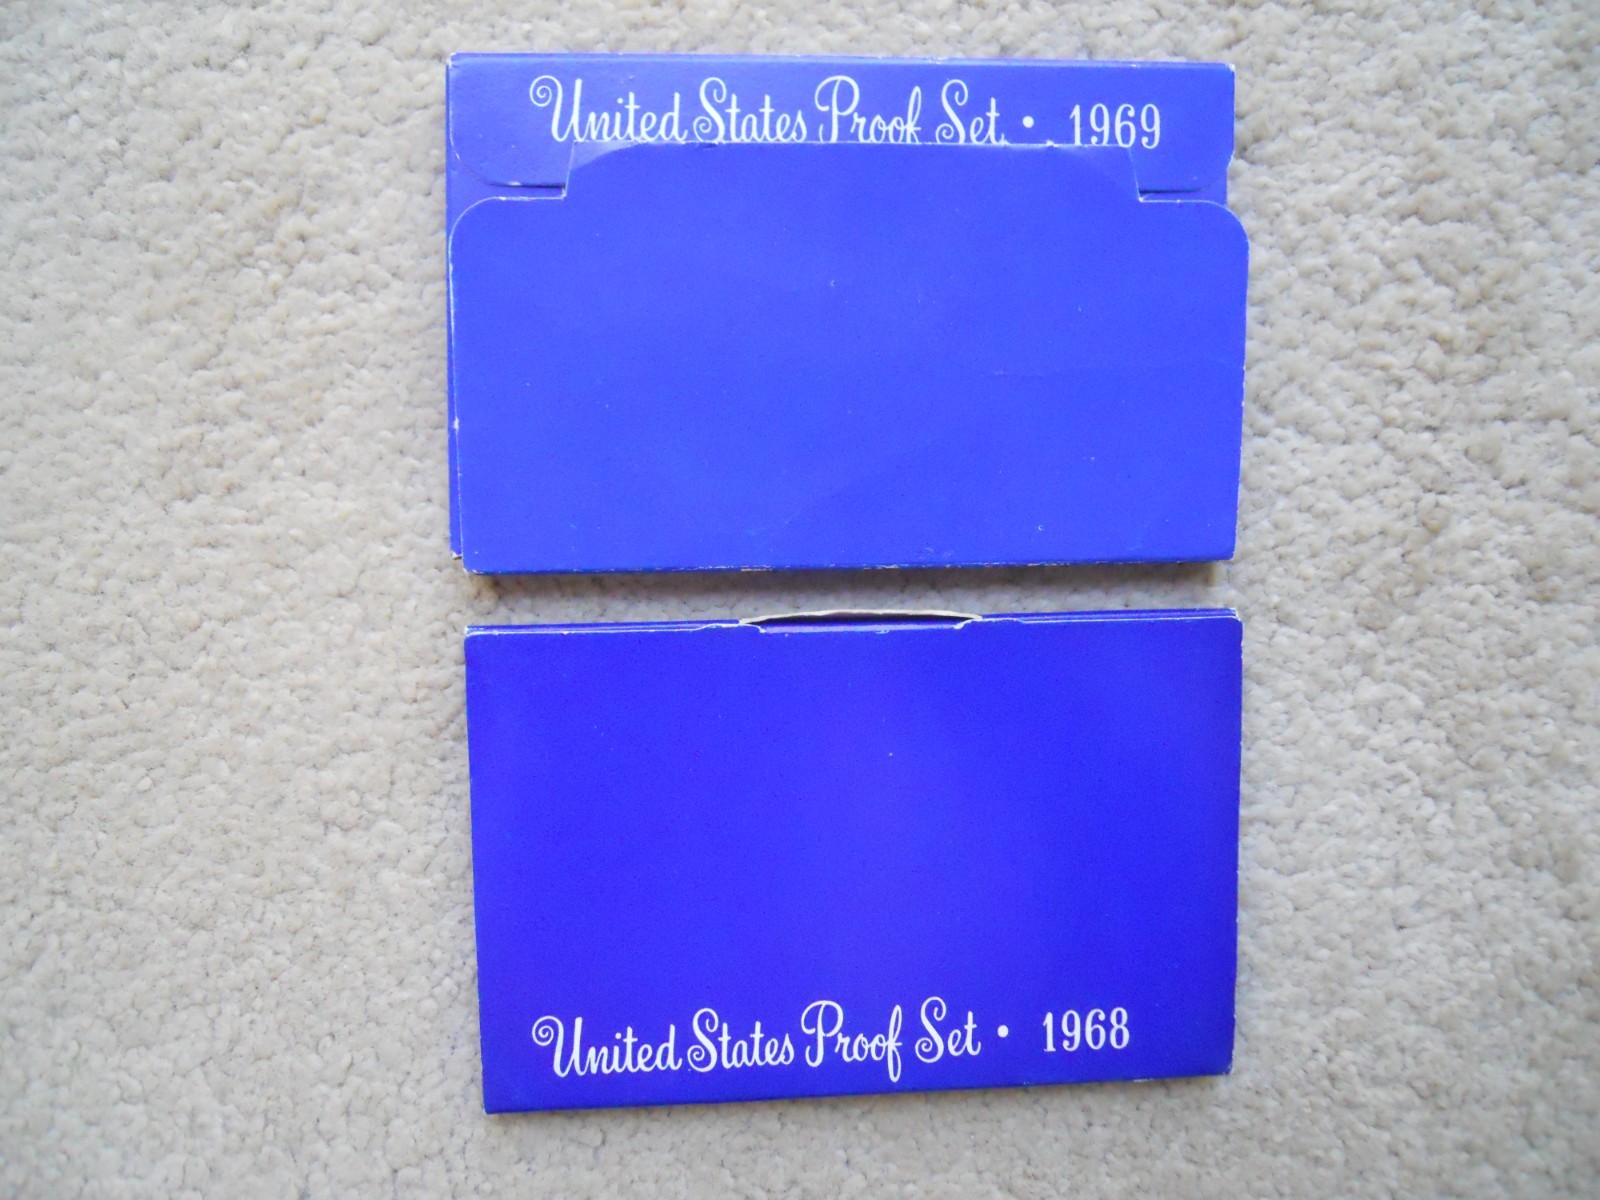 United States Proof Set • 1969
United States Proof Set • 1968